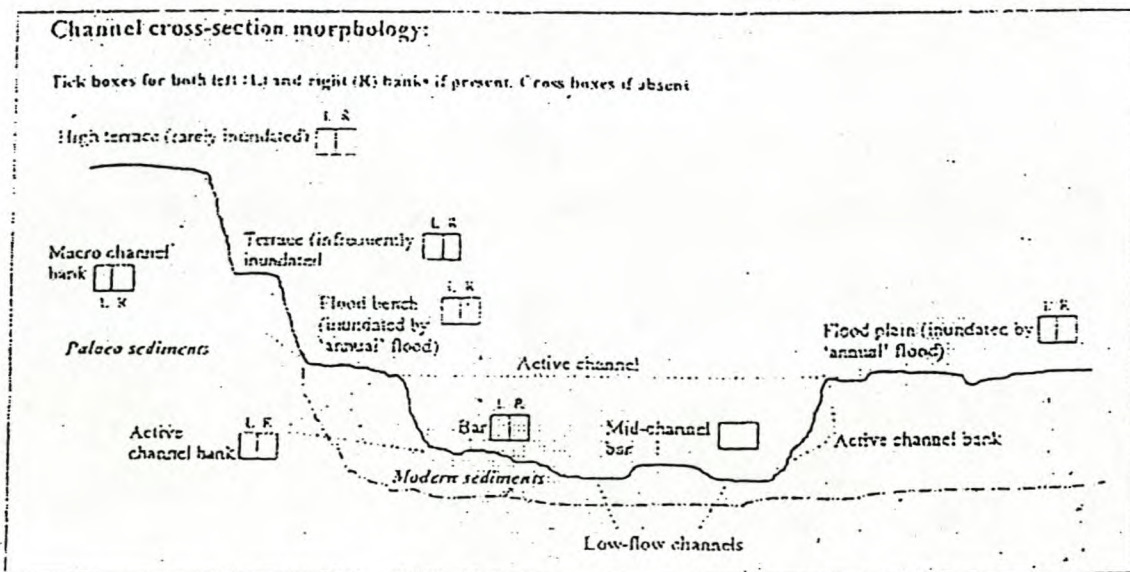 Channel cross-section morphology:
Tick boxes for both left (L) and right (R) banks if present. Cross boxes if absent
L R
High terrace (rarely inundated)
L R
Terrace (infrequently
inundated
Macro channel
bank
L R
L R
Flood bench
(inundated by
'annual' flood)
L R
Flood plain (inundated by
'annual' flood)
Palaeo sediments
Active channel
L R
Active
channel bank
L R
Bar
Mid-channel
bar
Active channel bank
Modern sediments
Low-flow channels